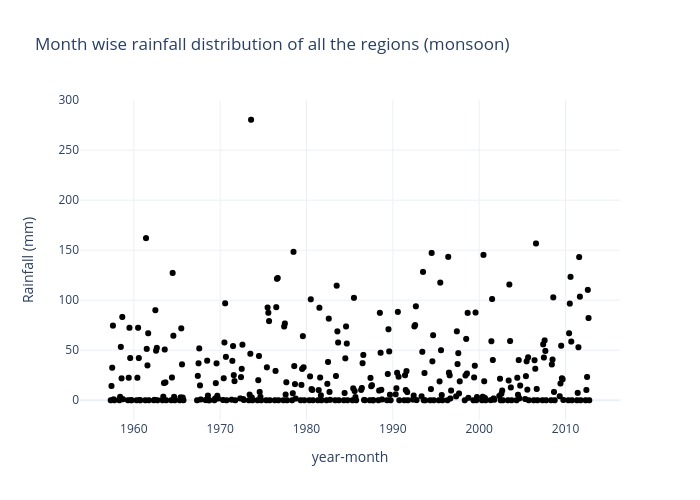 Month wise rainfall distribution of all the regions (monsoon)
300
250
200
150
100
50
0
Rainfall (mm)
1960 1970 1980 1990 2000 2010
year-month